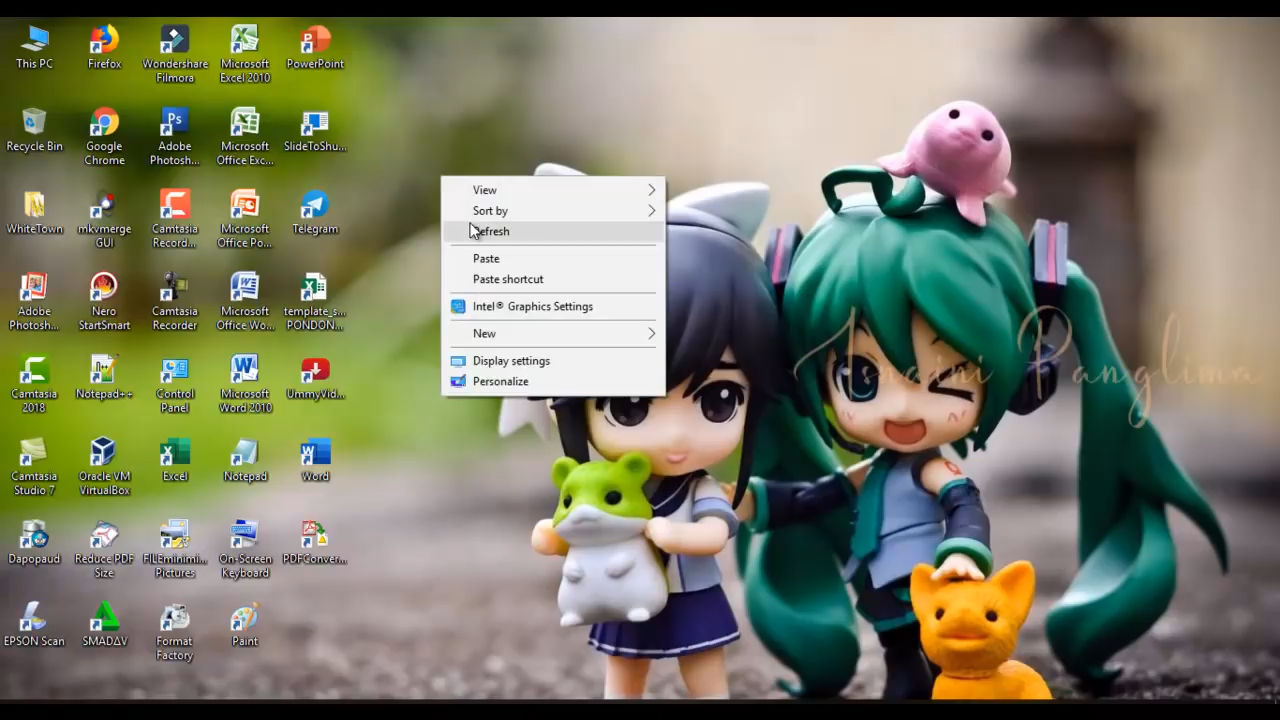 This PC
Firefox
Wondershare
Filmora
Microsoft
Excel 2010
PowerPoint
Recycle Bin
Google
Chrome
Adobe
Photosh...
Microsoft
Office Exc...
SlideToShu...
WhiteTown
mkvmerge
GUI
Camtasia
Record...
Microsoft
Office Po...
Telegram
Adobe
Photosh...
Nero
StartSmart
Camtasia
Recorder
Microsoft
Office Wo...
template_s...
PONDON...
Camtasia
2018
Notepad++
Control
Panel
Microsoft
Word 2010
UmmyVid...
Camtasia
Studio 7
Oracle VM
VirtualBox
Excel
Notepad
Word
Dapopaud
Reduce PDF
Size
FILEminimi...
Pictures
On-Screen
Keyboard
PDFConver...
EPSON Scan
SMADΔV
Format
Factory
Paint
View
Sort by
Refresh
Paste
Paste shortcut
Intel® Graphics Settings
New
Display settings
Personalize
Panglima